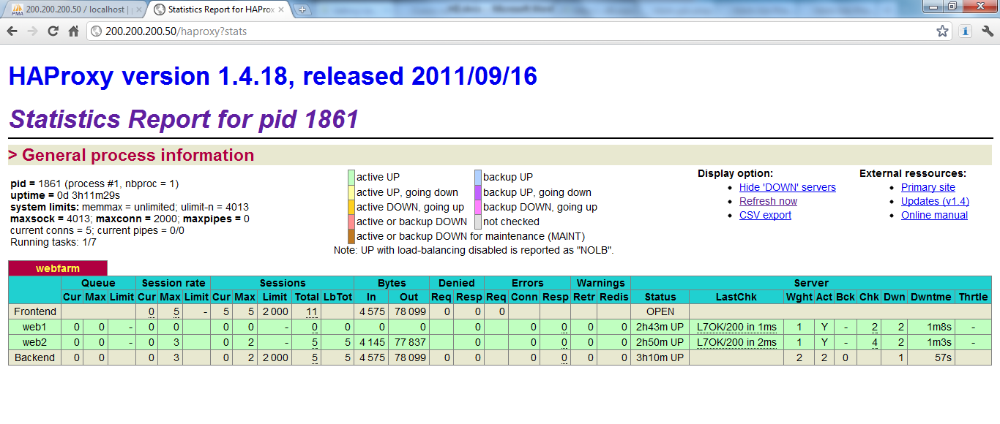 200.200.200.50 / localhost |
Statistics Report for HAProx
200.200.200.50/haproxy?stats
HAProxy version 1.4.18, released 2011/09/16
Statistics Report for pid 1861
> General process information
pid = 1861 (process #1, nbproc = 1)
uptime = 0d 3h11m29s
system limits: memmax = unlimited; ulimit-n = 4013
maxsock = 4013; maxconn = 2000; maxpipes = 0
current conns = 5; current pipes = 0/0
Running tasks: 1/7
active UP
backup UP
active UP, going down
backup UP, going down
active DOWN, going up
backup DOWN, going up
active or backup DOWN
not checked
active or backup DOWN for maintenance (MAINT)
Note: UP with load-balancing disabled is reported as "NOLB".
Display option:
Hide 'DOWN' servers
Refresh now
CSV export
External ressources:
Primary site
Updates (v1.4)
Online manual
webfarm
Queue Session rate Sessions Bytes Denied Errors Warnings Server
Cur Max Limit Cur Max Limit Cur Max Limit Total LbTot In Out Req Resp Req Conn Resp Retr Redis Status LastChk Wght Act Bck Chk Dwn Dwntme Thrtle
Frontend 0 5 - 5 5 2 000 11 4 575 78 099 0 0 0 OPEN
web1 0 0 - 0 0 0 0 - 0 0 0 0 0 0 0 0 0 2h43m UP L7OK/200 in 1ms 1 Y - 2 2 1m8s -
web2 0 0 - 0 3 0 2 - 5 5 4 145 77 837 0 0 0 0 0 2h50m UP L7OK/200 in 2ms 1 Y - 4 2 1m3s -
Backend 0 0 0 3 0 2 2 000 5 5 4 575 78 099 0 0 0 0 0 0 3h10m UP 2 2 0 1 57s